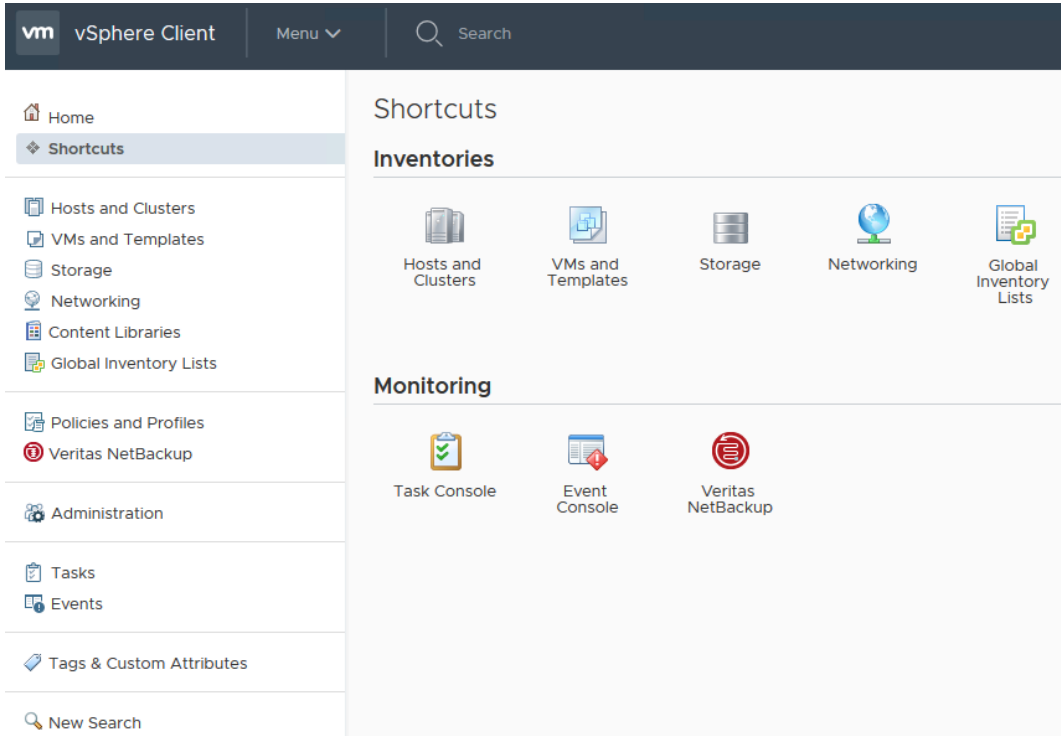 vm vSphere Client Menu Search
Home
Shortcuts
Hosts and Clusters
VMs and Templates
Storage
Networking
Content Libraries
Global Inventory Lists
Policies and Profiles
Veritas NetBackup
Administration
Tasks
Events
Tags & Custom Attributes
New Search
Shortcuts
Inventories
Hosts and
Clusters
VMs and
Templates
Storage
Networking
Global
Inventory
Lists
Monitoring
Task Console
Event
Console
Veritas
NetBackup